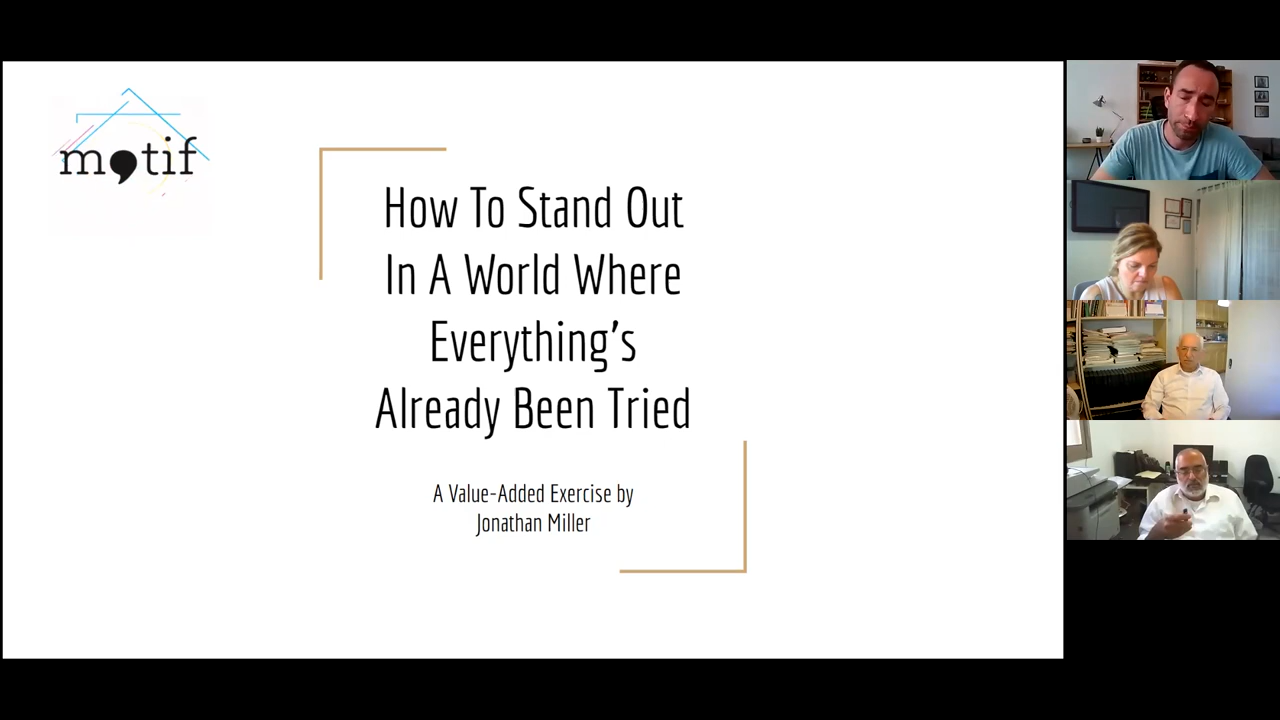 motif
How To Stand Out
In A World Where
Everything's
Already Been Tried
A Value-Added Exercise by
Jonathan Miller